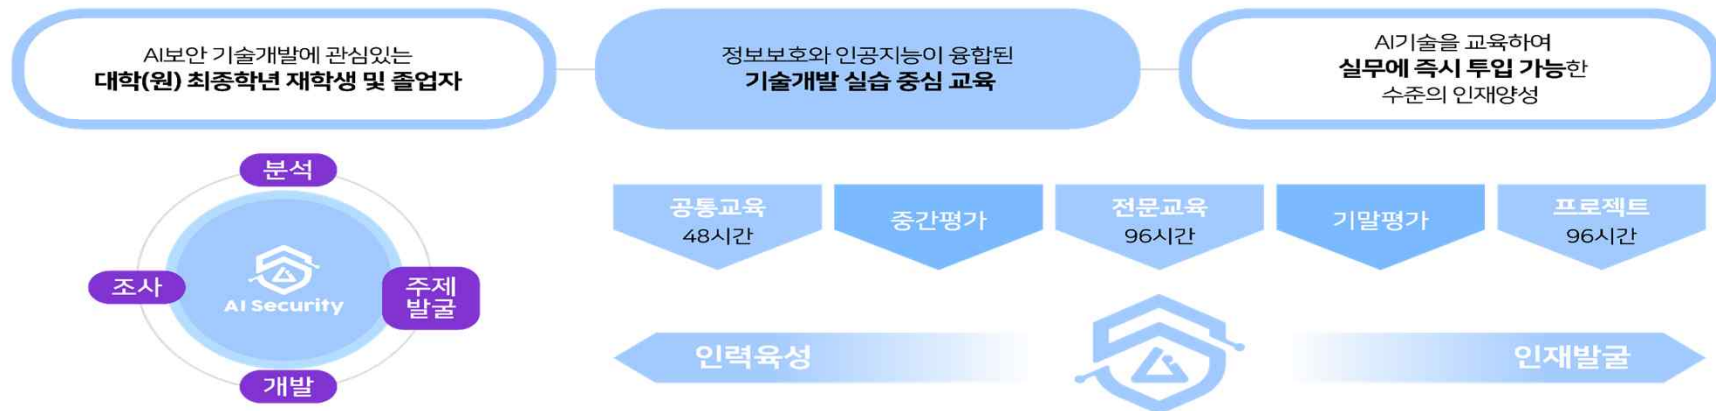 AI보안 기술개발에 관심있는
대학(원) 최종학년 재학생 및 졸업자
정보보호와 인공지능이 융합된
기술개발 실습 중심 교육
AI기술을 교육하여
실무에 즉시 투입 가능한
수준의 인재양성
분석
조사
AI Security
주제
발굴
개발
공통교육
48시간
중간평가
전문교육
96시간
기말평가
프로젝트
96시간
인력육성
인재발굴